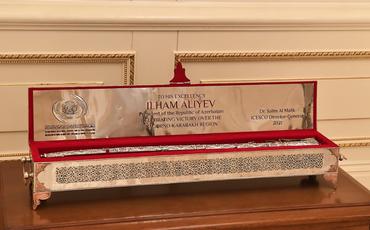 TO HIS EXCELLENCY
ILHAM ALIYEV
President of the Republic of Azerbaijan
VICTORY OVER THE
KARABAKH REGION
Dr. Salim Al Malik
ICESCO Director-General
2021